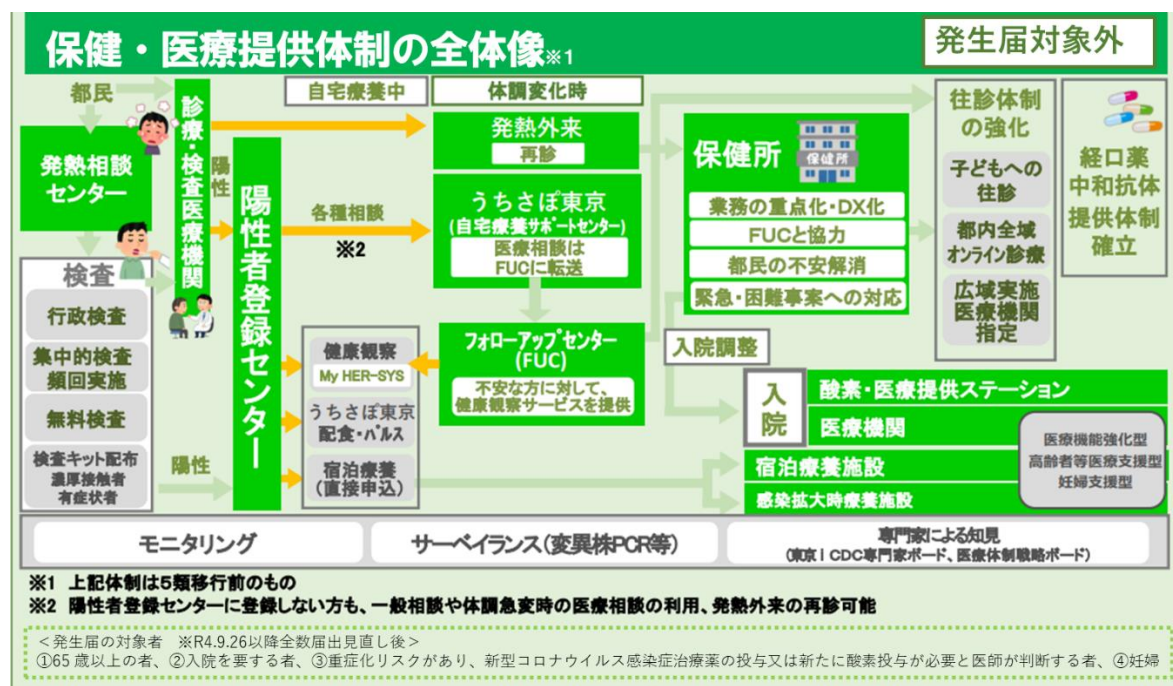 保健・医療提供体制の全体像※1
発生届対象外
都民
発熱相談
センター
検査
行政検査
集中的検査
頻回実施
無料検査
検査キット配布
濃厚接触者
有症状者
診療・検査医療機関
陽性
陽性
陽性者登録センター
自宅療養中
体調変化時
各種相談
※2
健康観察
My HER-SYS
うちさぽ東京
配食・パルス
宿泊療養
(直接申込)
発熱外来
再診
うちさぽ東京
(自宅療養サポートセンター)
医療相談は
FUCに転送
フォローアップセンター
(FUC)
不安な方に対して、
健康観察サービスを提供
保健所
保健所
業務の重点化・DX化
FUCと協力
都民の不安解消
緊急・困難事案への対応
入院調整
往診体制
の強化
子どもへの
往診
都内全域
オンライン診療
広域実施
医療機関
指定
経口薬
中和抗体
提供体制
確立
入院
酸素・医療提供ステーション
医療機関
宿泊療養施設
感染拡大時療養施設
医療機能強化型
高齢者等医療支援型
妊婦支援型
モニタリング
サーベイランス(変異株PCR等)
専門家による知見
(東京iCDC専門家ボード、医療体制戦略ボード)
※1 上記体制は5類移行前のもの
※2 陽性者登録センターに登録しない方も、一般相談や体調急変時の医療相談の利用、発熱外来の再診可能
＜発生届の対象者 ※R4.9.26以降全数届出見直し後＞
①65 歳以上の者、②入院を要する者、③重症化リスクがあり、新型コロナウイルス感染症治療薬の投与又は新たに酸素投与が必要と医師が判断する者、④妊婦